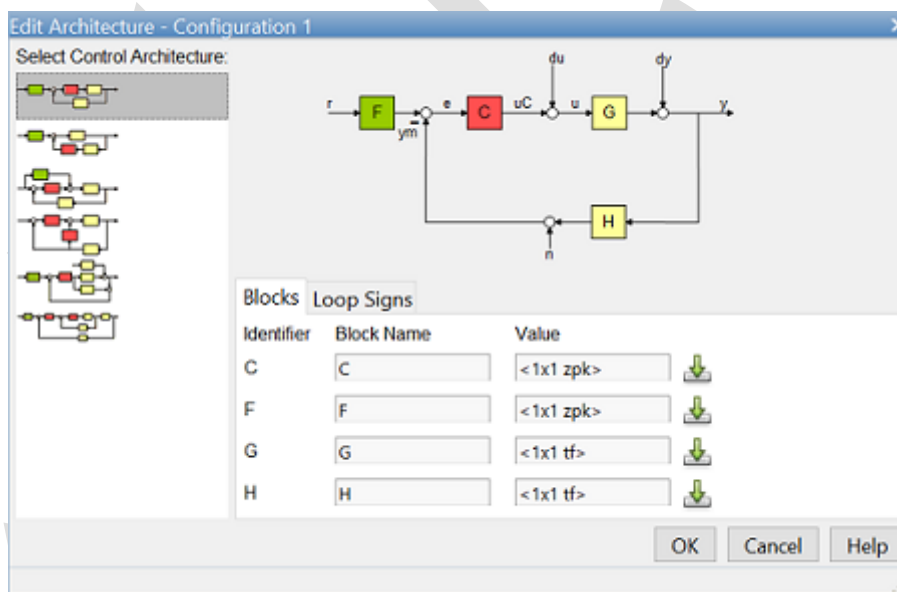 Edit Architecture - Configuration 1
Select Control Architecture:
du dy
r F e C uC u G y
ym
H
n
Blocks Loop Signs
Identifier Block Name Value
C C <1x1 zpk>
F F <1x1 zpk>
G G <1x1 tf>
H H <1x1 tf>
OK Cancel Help